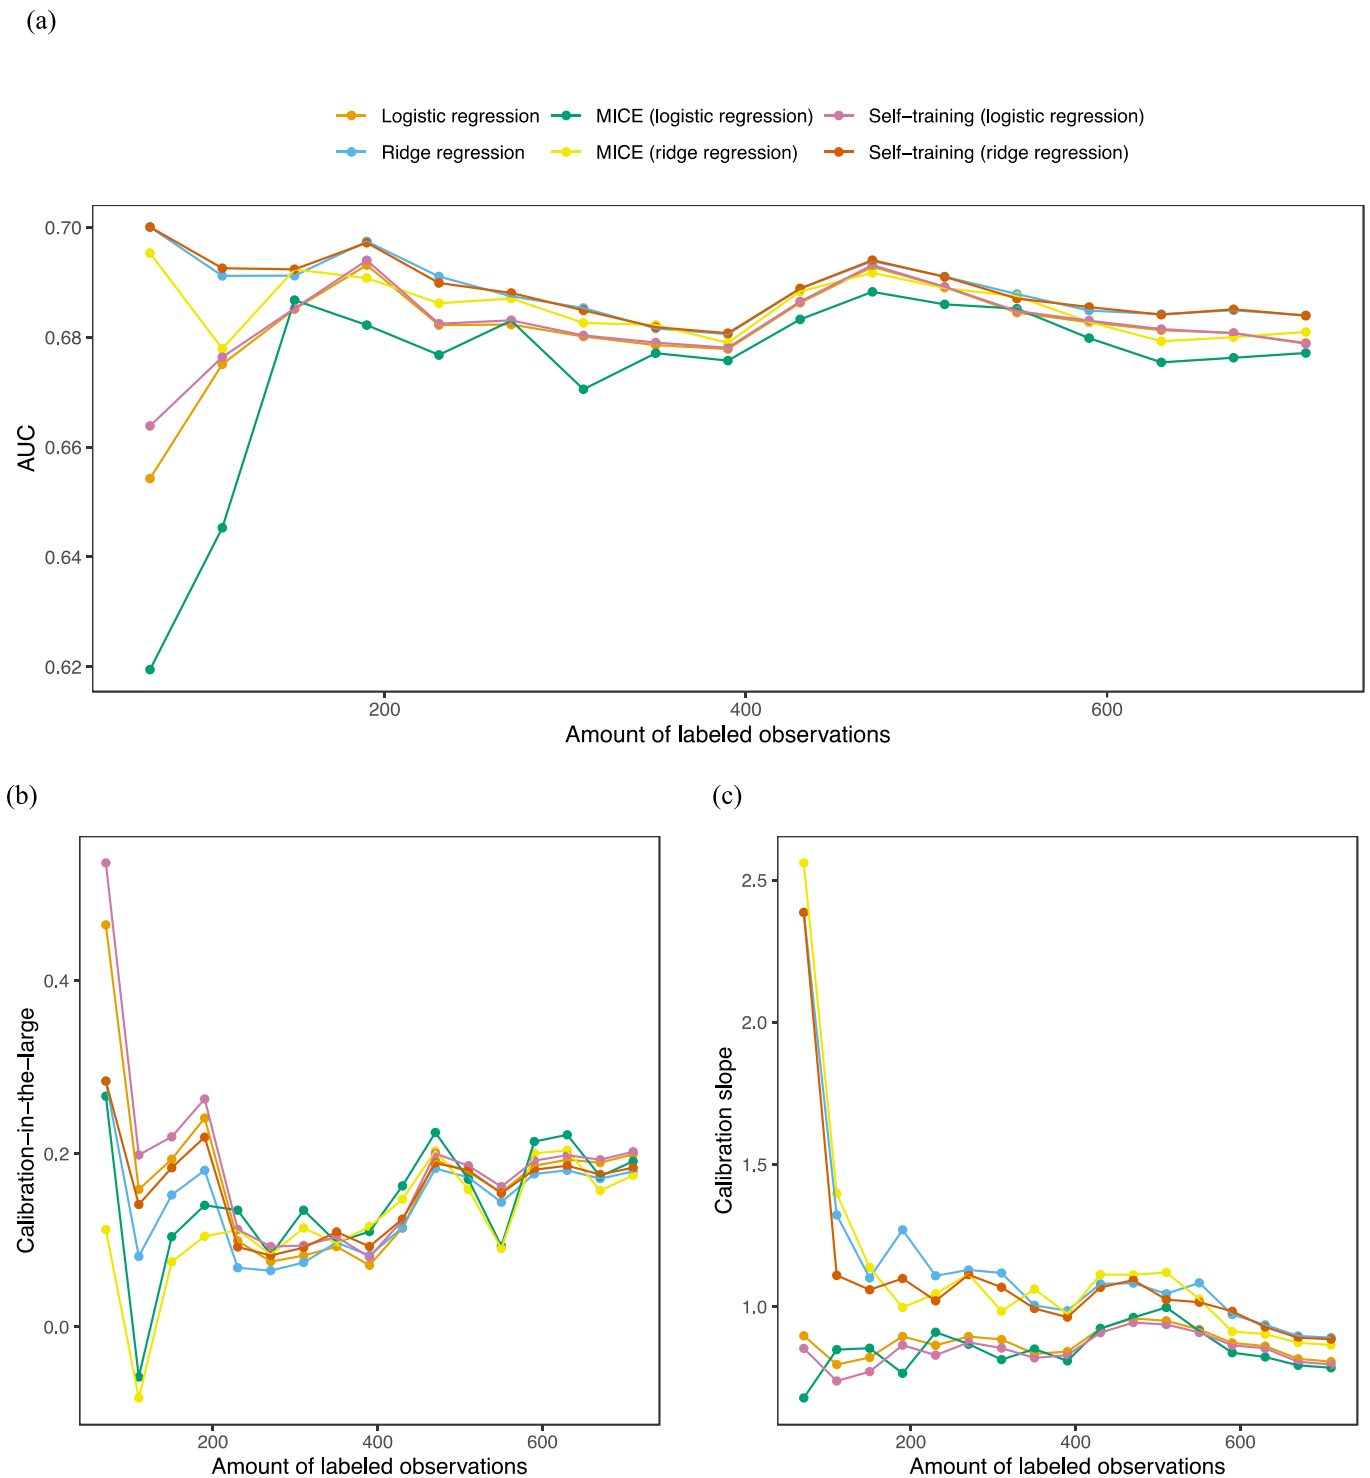 (a)
Logistic regression MICE (logistic regression) Self−training (logistic regression)
Ridge regression MICE (ridge regression) Self−training (ridge regression)
0.70
0.68
0.66
0.64
0.62
AUC
200 400 600
Amount of labeled observations
(b) (c)
0.4
0.2
0.0
Calibration−in−the−large
200 400 600
Amount of labeled observations
2.5
2.0
1.5
1.0
Calibration slope
200 400 600
Amount of labeled observations